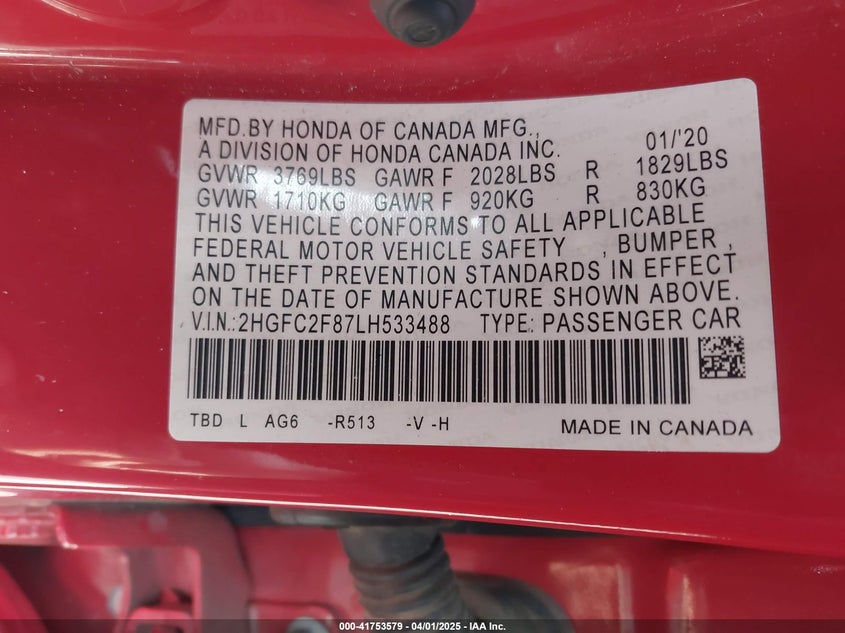 MFD.BY HONDA OF CANADA MFG.,
A DIVISION OF HONDA CANADA INC. 01/'20
GVWR 3769LBS GAWR F 2028LBS R 1829LBS
GVWR 1710KG GAWR F 920KG R 830KG
THIS VEHICLE CONFORMS TO ALL APPLICABLE
FEDERAL MOTOR VEHICLE SAFETY , BUMPER ,
AND THEFT PREVENTION STANDARDS IN EFFECT
ON THE DATE OF MANUFACTURE SHOWN ABOVE.
V.I.N.:2HGFC2F87LH533488 TYPE: PASSENGER CAR
TBD L AG6 -R513 -V -H MADE IN CANADA
000-41753579 - 04/01/2025 - IAA Inc.